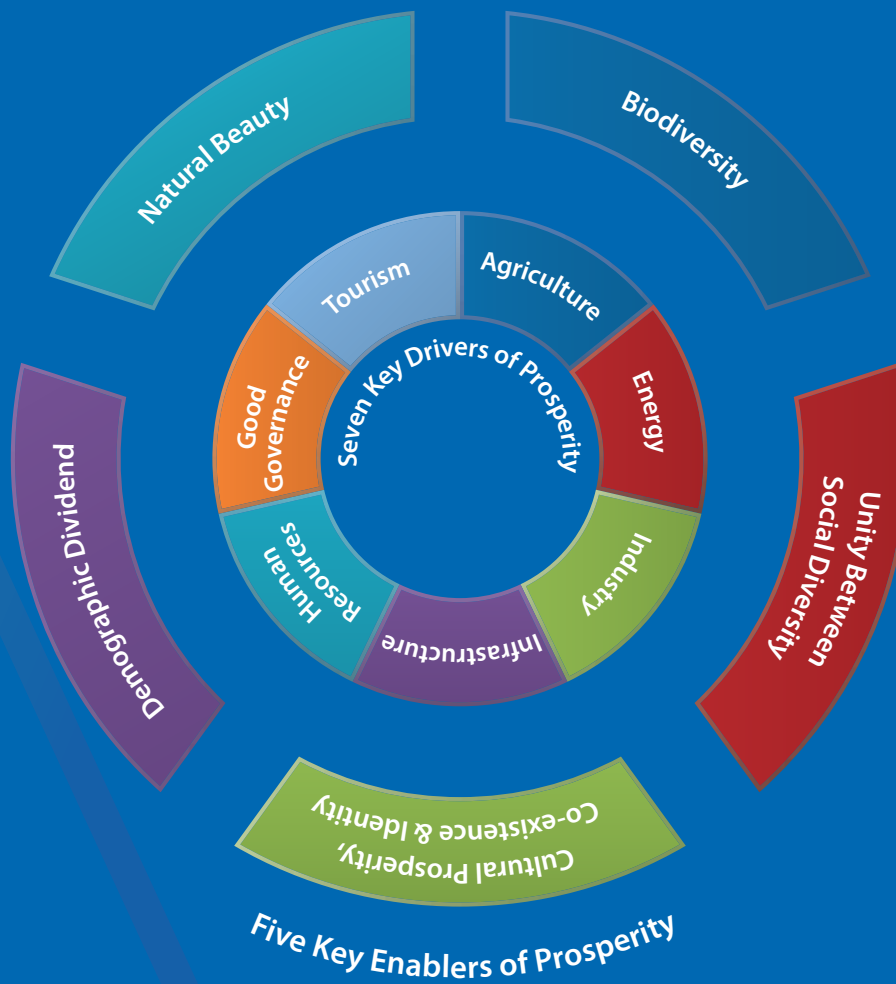 Natural Beauty
Biodiversity
Tourism
Agriculture
Seven Key Drivers of Prosperity
Good
Governance
Energy
Demographic Dividend
Unity Between
Social Diversity
Human
Resources
Industry
Infrastructure
Cultural Prosperity,
Co-existence & Identity
Five Key Enablers of Prosperity